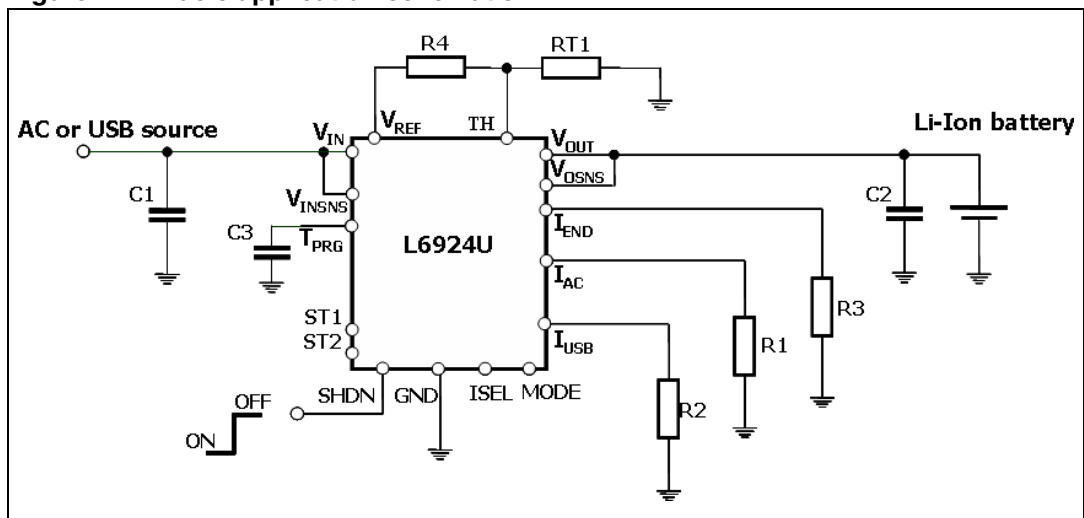 R4
RT1
AC or USB source
VIN
VREF
TH
VOUT
Li-Ion battery
VOSNS
C1
VINSNS
C2
IEND
C3
TPRG
L6924U
IAC
R3
ST1
R1
ST2
IUSB
SHDN
GND
ISEL
MODE
R2
OFF
ON